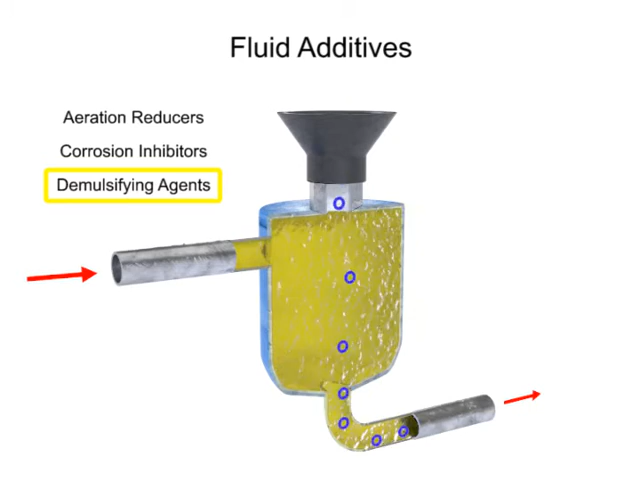 Fluid Additives
Aeration Reducers
Corrosion Inhibitors
Demulsifying Agents